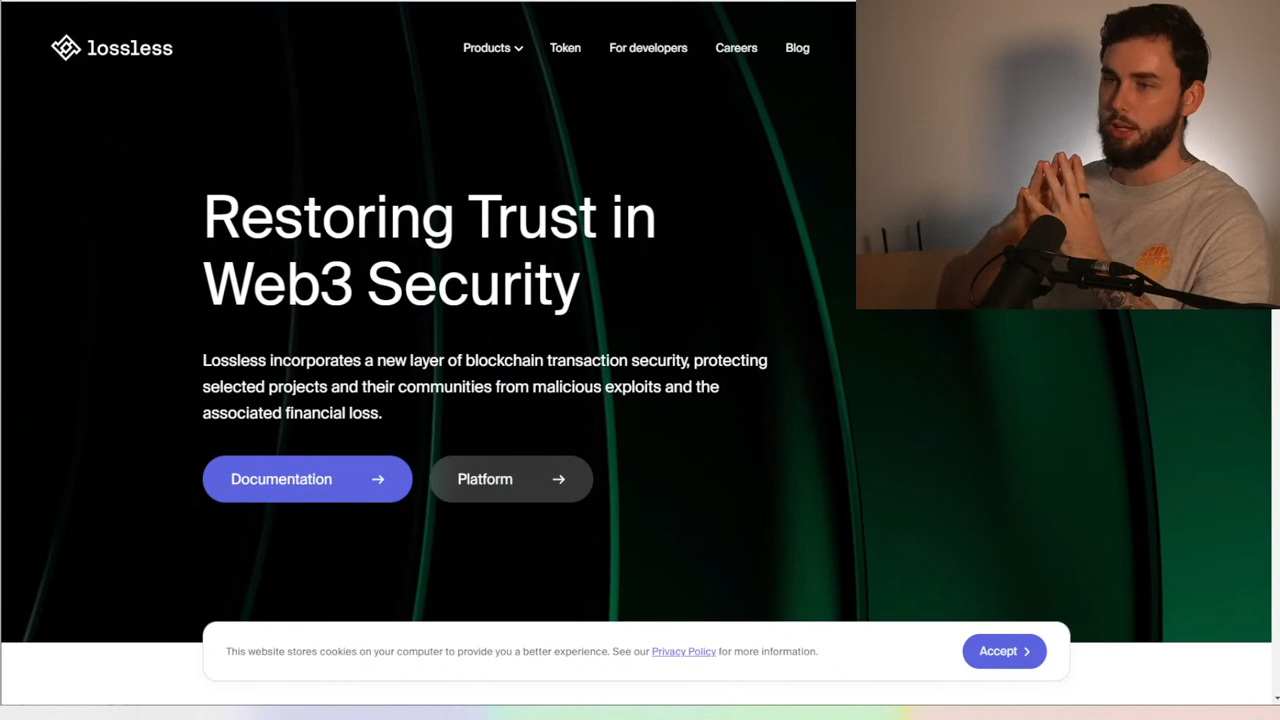 lossless
Products Token For developers Careers Blog
Restoring Trust in
Web3 Security
Lossless incorporates a new layer of blockchain transaction security, protecting
selected projects and their communities from malicious exploits and the
associated financial loss.
Documentation
Platform
This website stores cookies on your computer to provide you a better experience. See our Privacy Policy for more information.
Accept